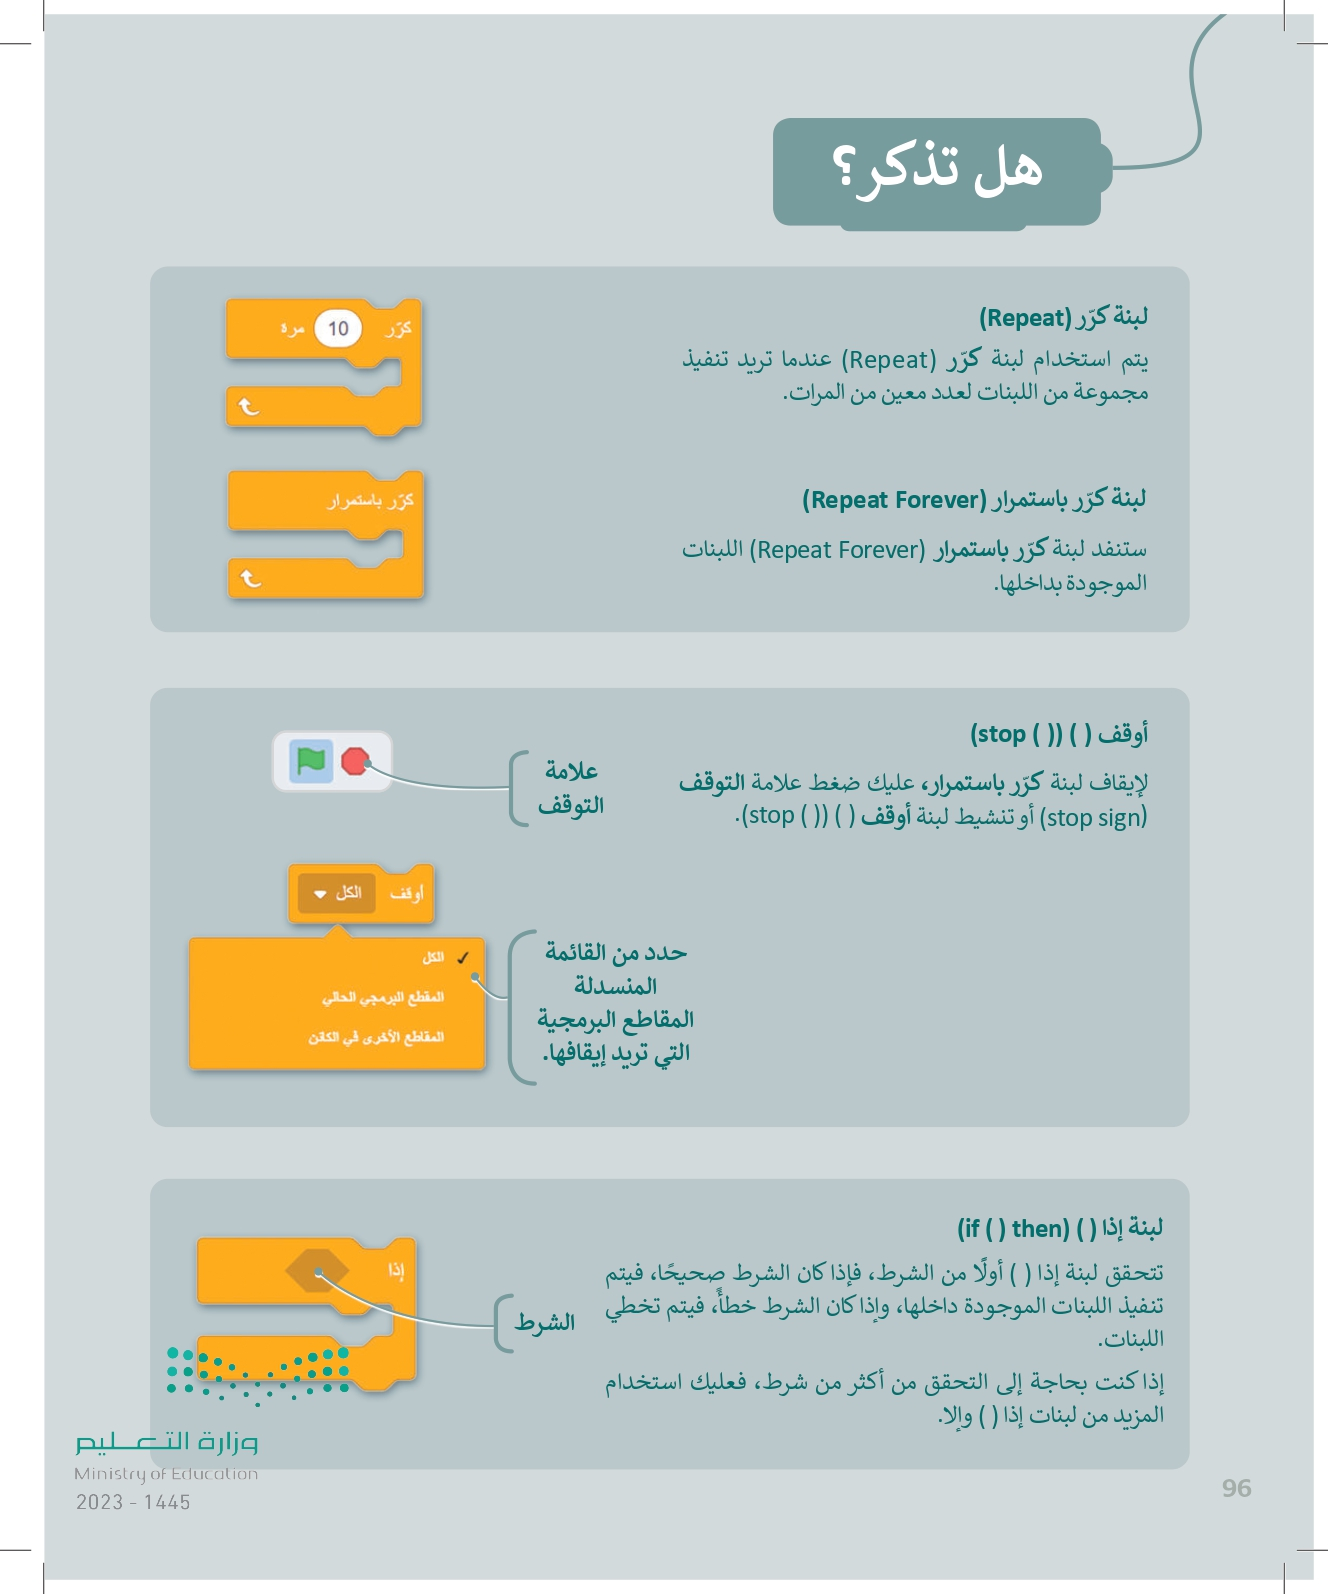 هل تذكر؟
لبنة كرّر (Repeat)
يتم استخدام لبنة كرّر (Repeat) عندما تريد تنفيذ
مجموعة من اللبنات لعدد معين من المرات.
كرّر 10 مرة
لبنة كرّر باستمرار (Repeat Forever)
ستنفد لبنة كرّر باستمرار (Repeat Forever) اللبنات
الموجودة بداخلها.
كرّر باستمرار
أوقف ( ) (stop ( ))
لإيقاف لبنة كرّر باستمرار، عليك ضغط علامة التوقف
(stop sign) أو تنشيط لبنة أوقف ( ) (stop ( )).
علامة
التوقف
أوقف الكل
✓ الكل
المقطع البرمجي الحالي
المقاطع الأخرى في الكائن
حدد من القائمة
المنسدلة
المقاطع البرمجية
التي تريد إيقافها.
لبنة إذا ( ) (if ( ) then)
تتحقق لبنة إذا ( ) أولًا من الشرط، فإذا كان الشرط صحيحًا، فيتم
تنفيذ اللبنات الموجودة داخلها، وإذا كان الشرط خطأً، فيتم تخطي
اللبنات.
إذا كنت بحاجة إلى التحقق من أكثر من شرط، فعليك استخدام
المزيد من لبنات إذا ( ) وإلا.
الشرط
إذا
وزارة التعليم
Ministry of Education
2023 - 1445
96